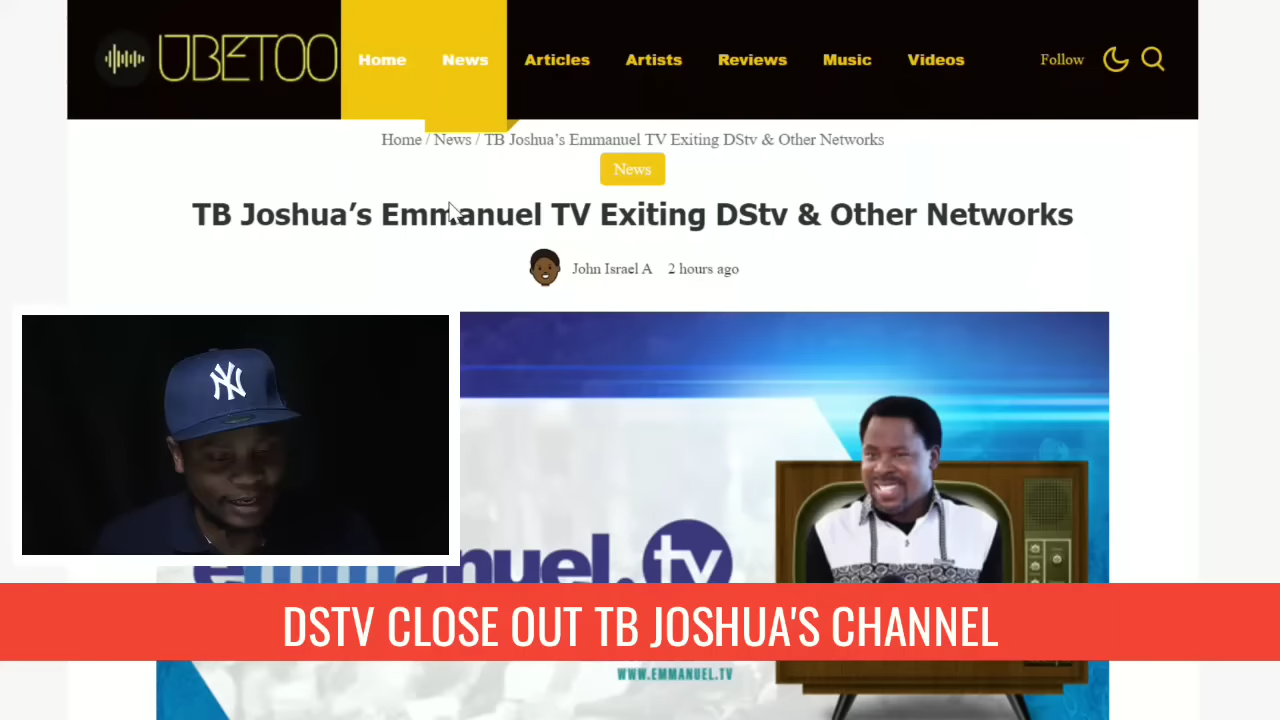 UBETOO
Home News Articles Artists Reviews Music Videos Follow
Home / News / TB Joshua’s Emmanuel TV Exiting DStv & Other Networks
News
TB Joshua’s Emmanuel TV Exiting DStv & Other Networks
John Israel A 2 hours ago
NY
emmanuel.tv
DSTV CLOSE OUT TB JOSHUA'S CHANNEL
WWW.EMMANUEL.TV